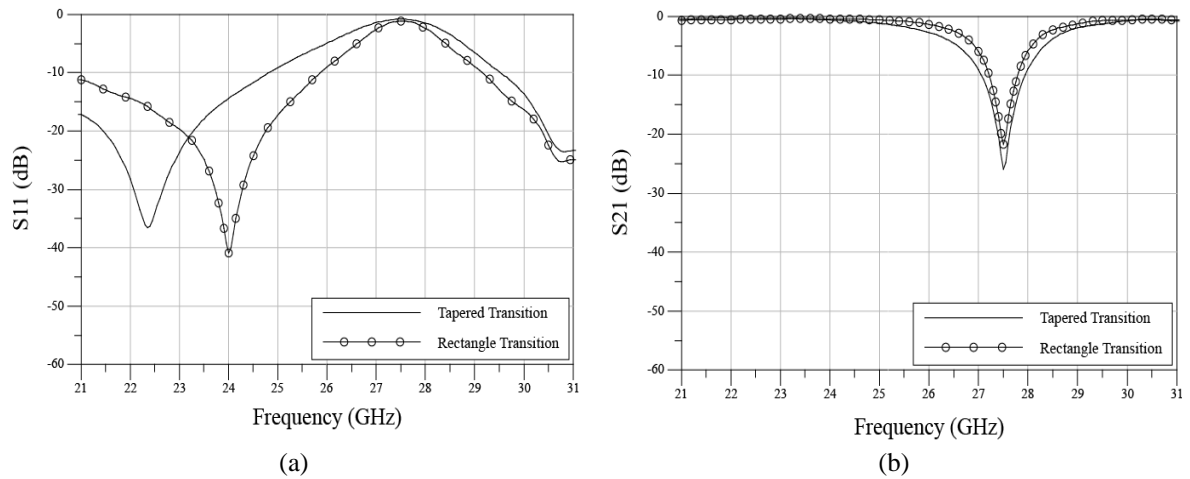 S11 (dB)
0
-10
-20
-30
-40
-50
-60
Tapered Transition
Rectangle Transition
21 22 23 24 25 26 27 28 29 30 31
Frequency (GHz)
(a)
S21 (dB)
0
-10
-20
-30
-40
-50
-60
Tapered Transition
Rectangle Transition
21 22 23 24 25 26 27 28 29 30 31
Frequency (GHz)
(b)